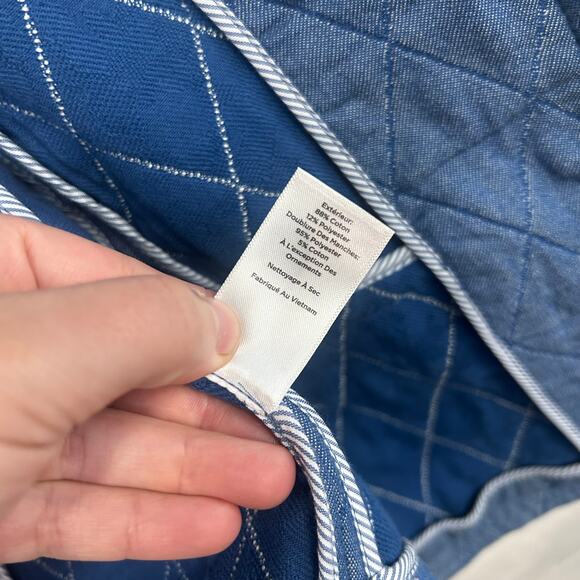 Extérieur:
88% Coton
12% Polyester
Doublure Des Manches:
95% Polyester
5% Coton
À L'exception Des
Ornements
Nettoyage À Sec
Fabriqué Au Vietnam